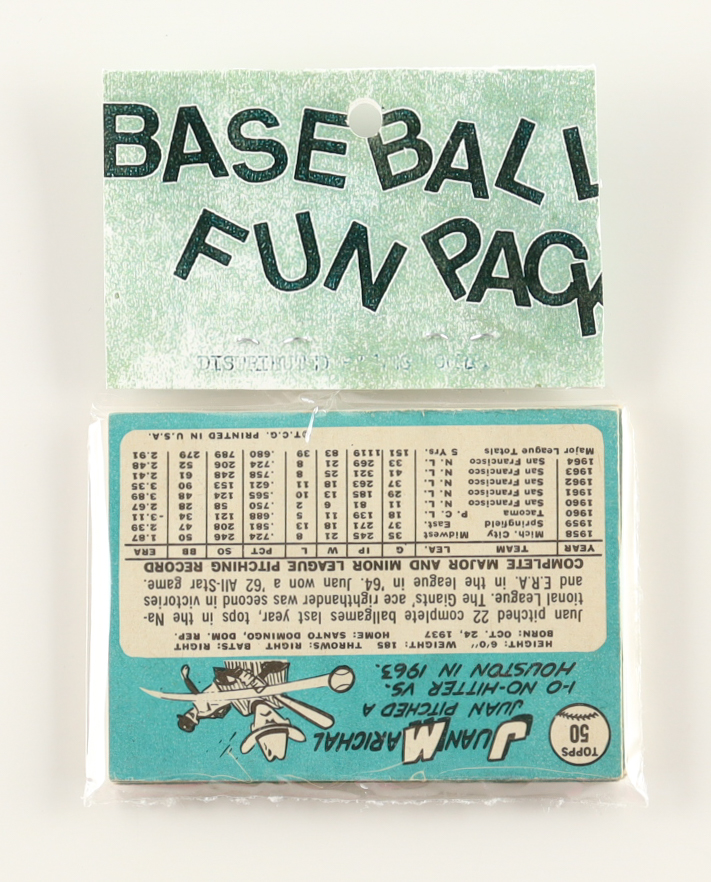 BASEBALL
FUN PACK
TOPPS
50
JUAN MARICHAL
JUAN PITCHED A
1-0 NO-HITTER VS.
HOUSTON IN 1963.
HEIGHT: 6'0" WEIGHT: 185 THROWS: RIGHT BATS: RIGHT
BORN: OCT. 24, 1937 HOME: SANTO DOMINGO, DOM. REP.
Juan pitched 22 complete ballgames last year, tops in the Na-
tional League. The Giants' ace righthander was second in victories
and E.R.A. in the league in '64. Juan won a '62 All-Star game.
COMPLETE MAJOR AND MINOR LEAGUE PITCHING RECORD
YEAR TEAM LEA. G IP W L PCT SO BB ERA
1958 Mich. City Midwest 35 245 21 8 .724 246 50 1.87
1959 Springfield East. 37 271 18 13 .581 208 47 2.39
1960 Tacoma P. C. L. 18 139 11 5 .688 121 34 3.11
1960 San Francisco N. L. 11 81 6 2 .750 58 28 2.67
1961 San Francisco N. L. 29 185 13 10 .565 124 48 3.89
1962 San Francisco N. L. 37 263 18 11 .621 153 90 3.35
1963 San Francisco N. L. 41 321 25 8 .758 248 61 2.41
1964 San Francisco N. L. 33 269 21 8 .724 206 52 2.48
Major League Totals 5 Yrs. 151 1119 83 39 .680 789 279 2.91
©T.C.G. PRINTED IN U.S.A.